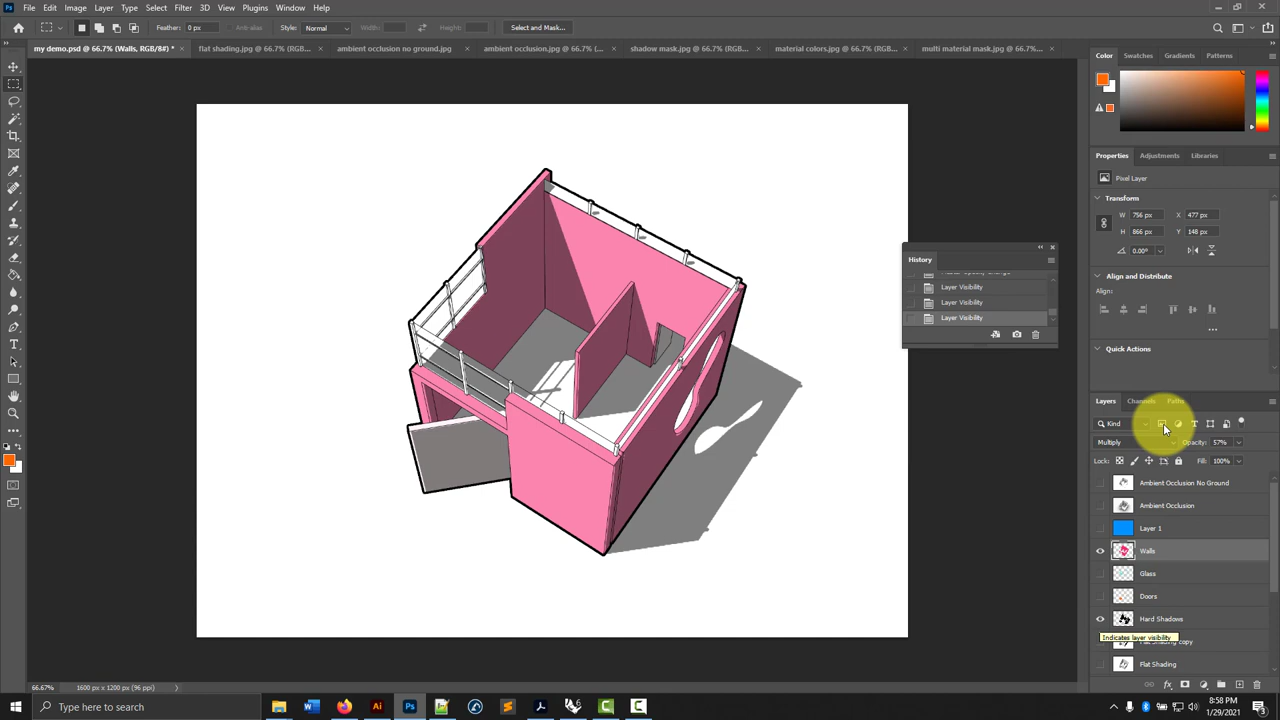 Ps File Edit Image Layer Type Select Filter 3D View Plugins Window Help
Feather: 0 px Anti-alias Style: Normal Width: Height: Select and Mask...
my demo.psd @ 66.7% (Walls, RGB/8#) * × flat shading.jpg @ 66.7% (RGB... × ambient occlusion no ground.jpg × ambient occlusion.jpg @ 66.7% (... × shadow mask.jpg @ 66.7% (RGB... × material colors.jpg @ 66.7% (RGB... × multi material mask.jpg @ 66.7%... ×
Color Swatches Gradients Patterns
Properties Adjustments Libraries
Pixel Layer
Transform
W 756 px X 477 px
H 866 px Y 148 px
0.00°
Align and Distribute
Align:
Quick Actions
History
Layer Visibility
Layer Visibility
Layer Visibility
Layers Channels Paths
Kind
Multiply Opacity: 57%
Lock: Fill: 100%
Ambient Occlusion No Ground
Ambient Occlusion
Layer 1
Walls
Glass
Doors
Hard Shadows
Indicates layer visibility
Flat Shading
66.67% 1600 px x 1200 px (96 ppi)
Type here to search
8:58 PM
1/29/2021